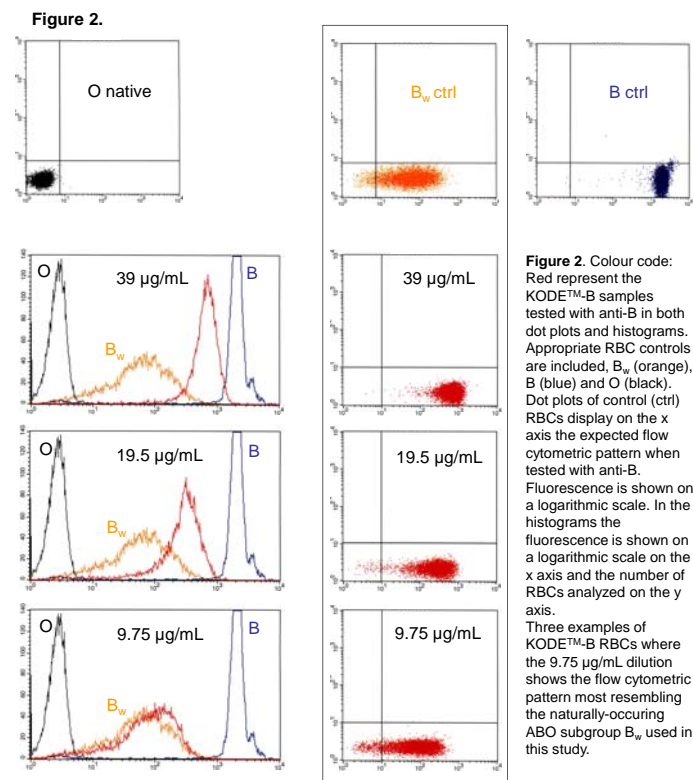 Figure 2.
O native
Bw ctrl
B ctrl
O
39 µg/mL
B
Bw
39 µg/mL
O
19.5 µg/mL
B
Bw
19.5 µg/mL
O
9.75 µg/mL
B
Bw
9.75 µg/mL
Figure 2. Colour code:
Red represent the
KODE™-B samples
tested with anti-B in both
dot plots and histograms.
Appropriate RBC controls
are included, Bw (orange),
B (blue) and O (black).
Dot plots of control (ctrl)
RBCs display on the x
axis the expected flow
cytometric pattern when
tested with anti-B.
Fluorescence is shown on
a logarithmic scale. In the
histograms the
fluorescence is shown on
a logarithmic scale on the
x axis and the number of
RBCs analyzed on the y
axis.
Three examples of
KODE™-B RBCs where
the 9.75 µg/mL dilution
shows the flow cytometric
pattern most resembling
the naturally-occuring
ABO subgroup Bw used in
this study.